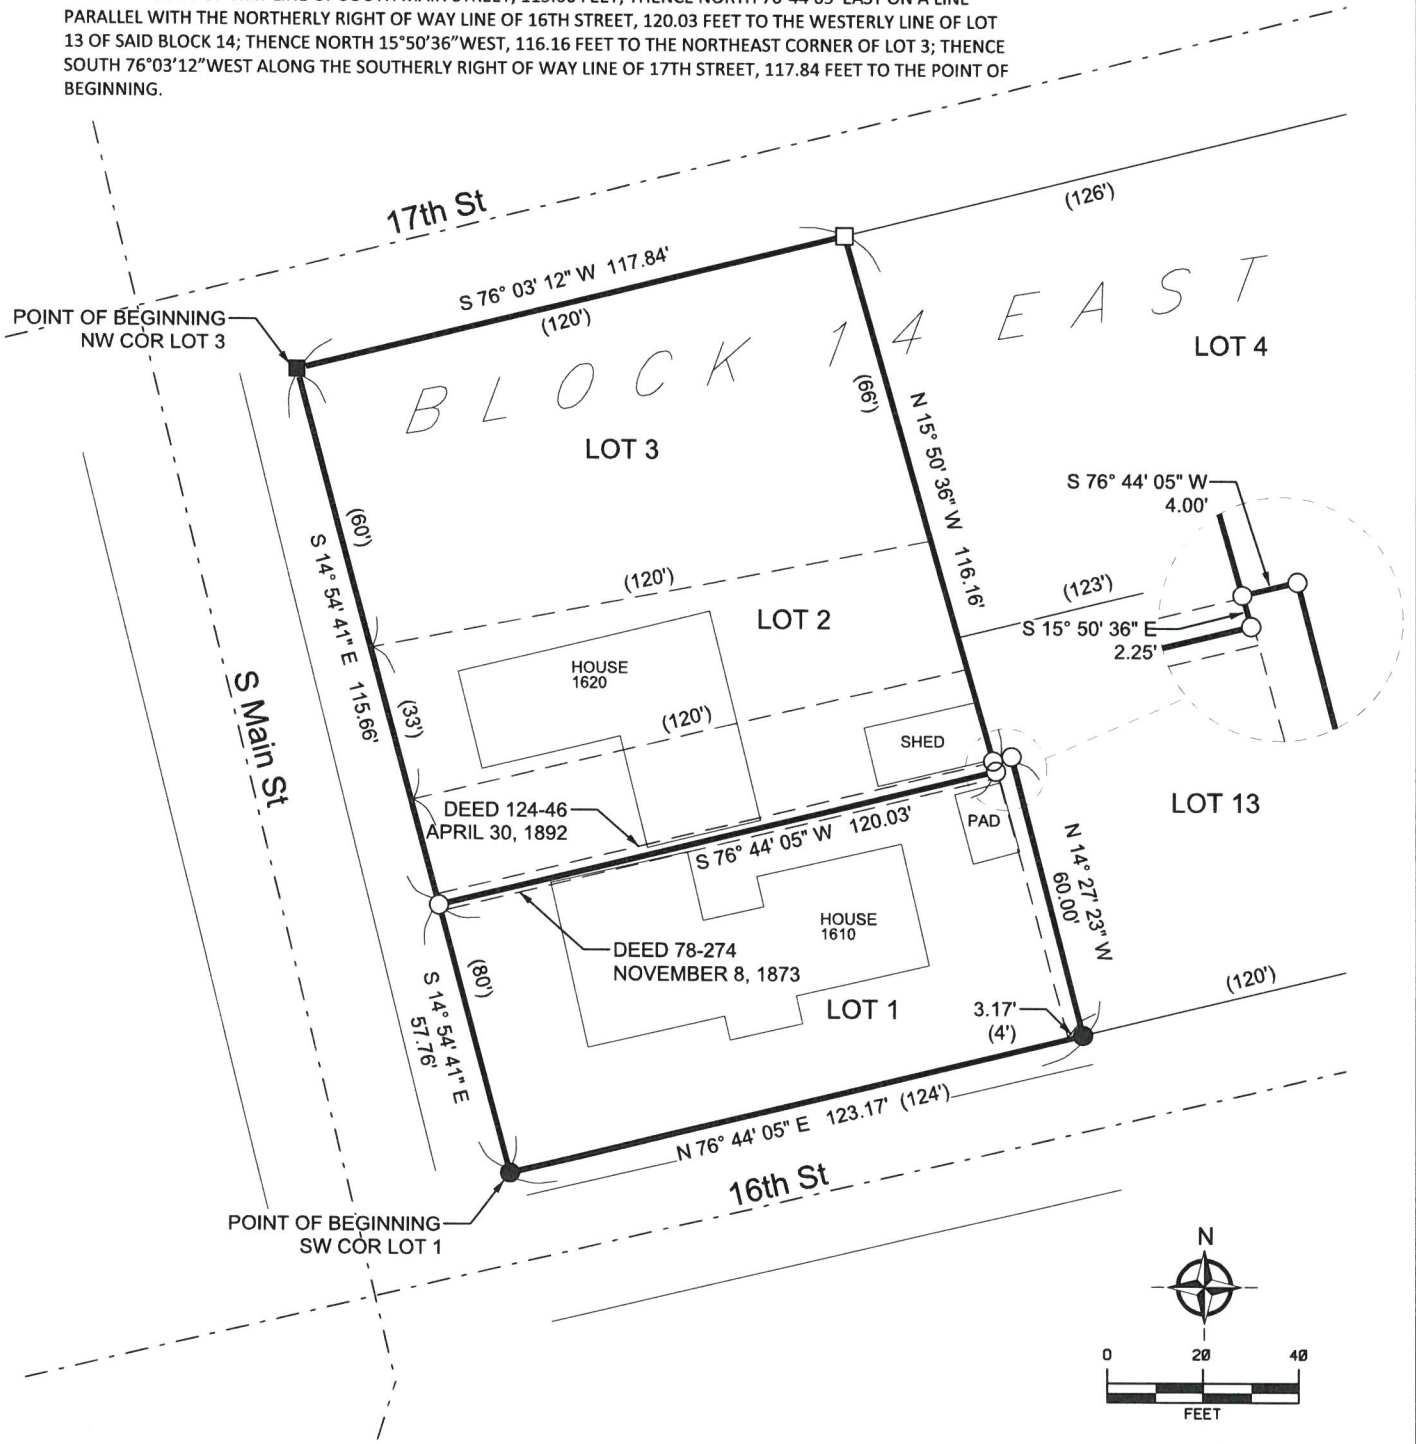 PARALLEL WITH THE NORTHERLY RIGHT OF WAY LINE OF 16TH STREET, 120.03 FEET TO THE WESTERLY LINE OF LOT
13 OF SAID BLOCK 14; THENCE NORTH 15°50'36"WEST, 116.16 FEET TO THE NORTHEAST CORNER OF LOT 3; THENCE
SOUTH 76°03'12"WEST ALONG THE SOUTHERLY RIGHT OF WAY LINE OF 17TH STREET, 117.84 FEET TO THE POINT OF
BEGINNING.
17th St
(126')
S 76° 03' 12" W 117.84'
(120')
POINT OF BEGINNING
NW COR LOT 3
BLOCK 14 EAST
LOT 4
LOT 3
(66')
N 15° 50' 36" W 116.16'
S 76° 44' 05" W
4.00'
(60')
S 14° 54' 41" E 115.66'
(120')
(123')
LOT 2
S 15° 50' 36" E
2.25'
HOUSE
1620
S Main St
(33')
(120')
SHED
DEED 124-46
APRIL 30, 1892
LOT 13
PAD
S 76° 44' 05" W 120.03'
N 14° 27' 23" W
60.00'
HOUSE
1610
DEED 78-274
NOVEMBER 8, 1873
(80')
S 14° 54' 41" E
57.76'
LOT 1
3.17'
(4')
(120')
N 76° 44' 05" E 123.17' (124')
16th St
POINT OF BEGINNING
SW COR LOT 1
N
0 20 40
FEET